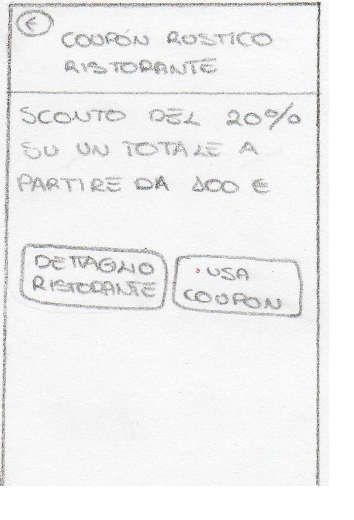 €
COUPON RUSTICO
RISTORANTE
SCONTO DEL 20%
SU UN TOTALE A
PARTIRE DA 100 €
DETTAGLIO
RISTORANTE
USA
COUPON